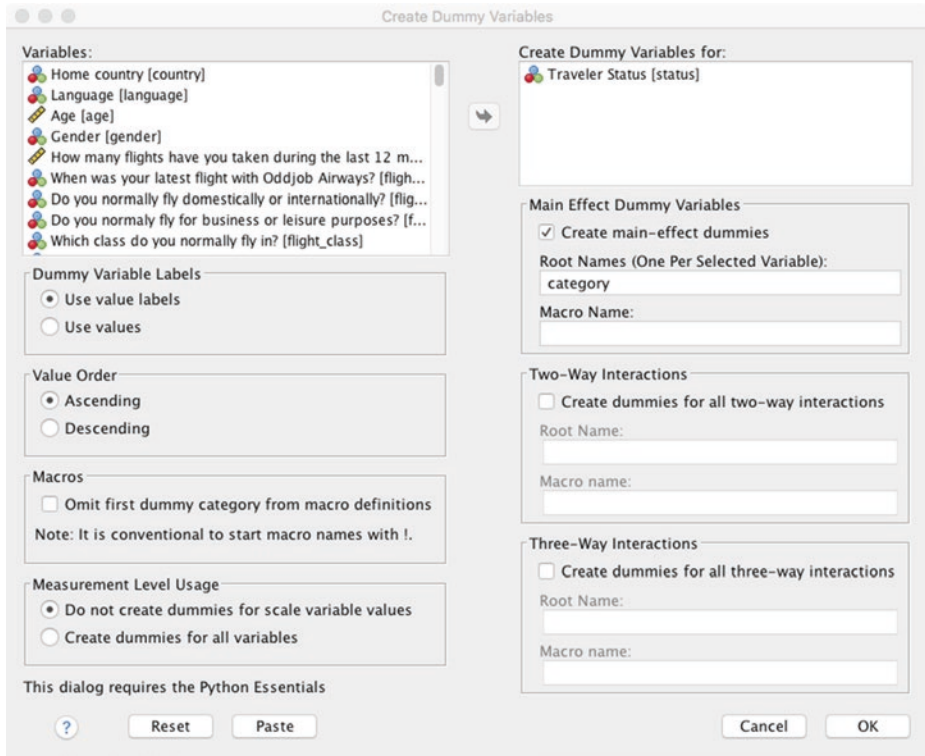 Create Dummy Variables
Variables:
Home country [country]
Language [language]
Age [age]
Gender [gender]
How many flights have you taken during the last 12 m...
When was your latest flight with Oddjob Airways? [fligh...
Do you normally fly domestically or internationally? [flig...
Do you normaly fly for business or leisure purposes? [f...
Which class do you normally fly in? [flight_class]
Dummy Variable Labels
Use value labels
Use values
Value Order
Ascending
Descending
Macros
Omit first dummy category from macro definitions
Note: It is conventional to start macro names with !.
Measurement Level Usage
Do not create dummies for scale variable values
Create dummies for all variables
This dialog requires the Python Essentials
Create Dummy Variables for:
Traveler Status [status]
Main Effect Dummy Variables
Create main-effect dummies
Root Names (One Per Selected Variable):
category
Macro Name:
Two-Way Interactions
Create dummies for all two-way interactions
Root Name:
Macro name:
Three-Way Interactions
Create dummies for all three-way interactions
Root Name:
Macro name:
? Reset Paste Cancel OK